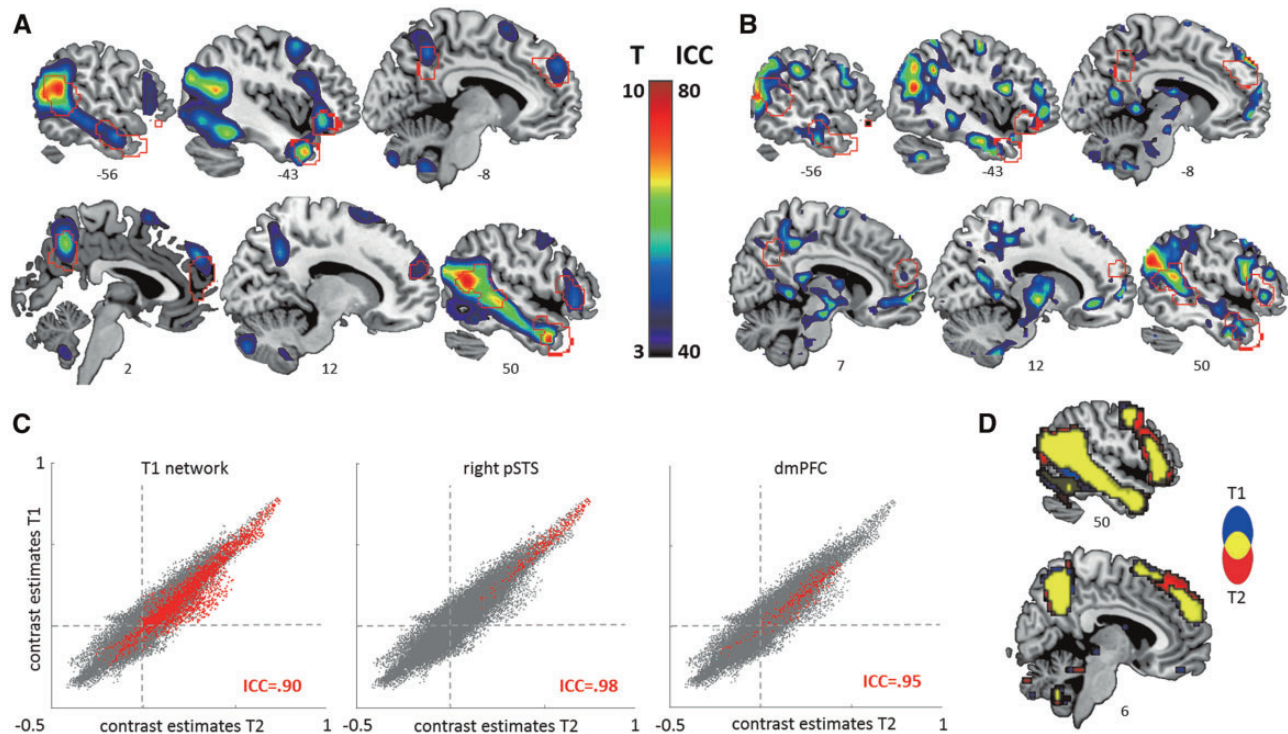 A
B
T ICC
10 80
3 40
-56
-43
-8
2
12
50
-56
-43
-8
7
12
50
C
D
T1 network
right pSTS
dmPFC
1
contrast estimates T1
ICC=.90
ICC=.98
ICC=.95
-0.5
contrast estimates T2
1
-0.5
contrast estimates T2
1
-0.5
contrast estimates T2
1
50
T1
T2
6